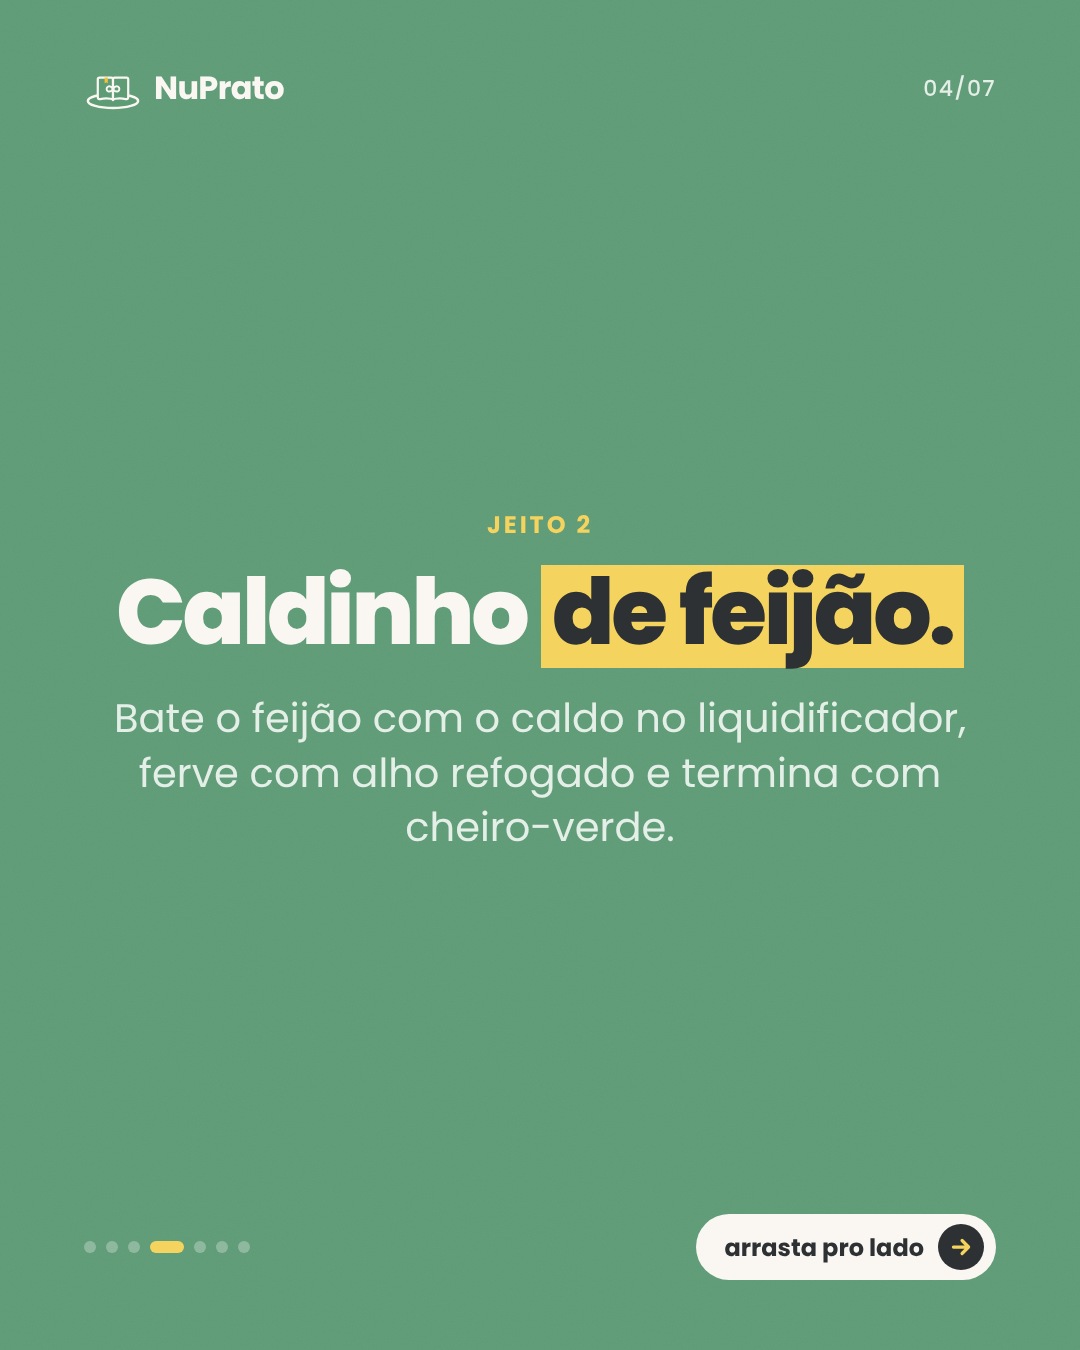 NuPrato
04/07
JEITO 2
Caldinho de feijão.
Bate o feijão com o caldo no liquidificador,
ferve com alho refogado e termina com
cheiro-verde.
arrasta pro lado